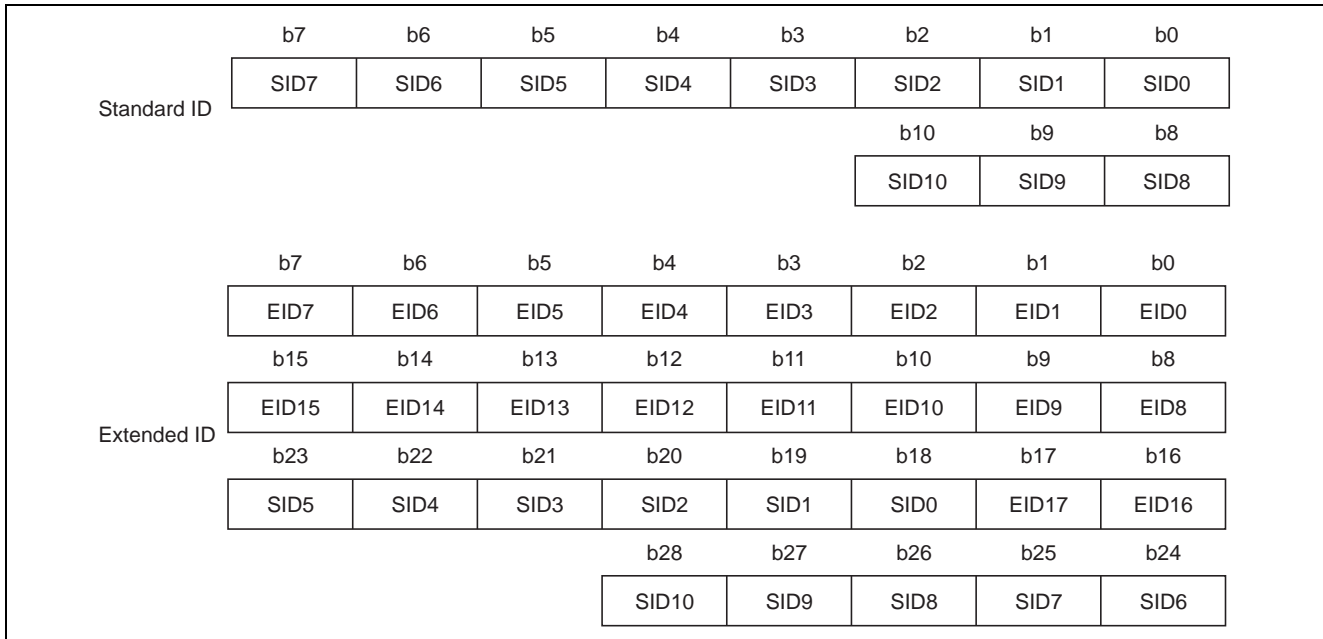 b7 b6 b5 b4 b3 b2 b1 b0
SID7 SID6 SID5 SID4 SID3 SID2 SID1 SID0
Standard ID
b10 b9 b8
SID10 SID9 SID8
b7 b6 b5 b4 b3 b2 b1 b0
EID7 EID6 EID5 EID4 EID3 EID2 EID1 EID0
b15 b14 b13 b12 b11 b10 b9 b8
EID15 EID14 EID13 EID12 EID11 EID10 EID9 EID8
Extended ID
b23 b22 b21 b20 b19 b18 b17 b16
SID5 SID4 SID3 SID2 SID1 SID0 EID17 EID16
b28 b27 b26 b25 b24
SID10 SID9 SID8 SID7 SID6